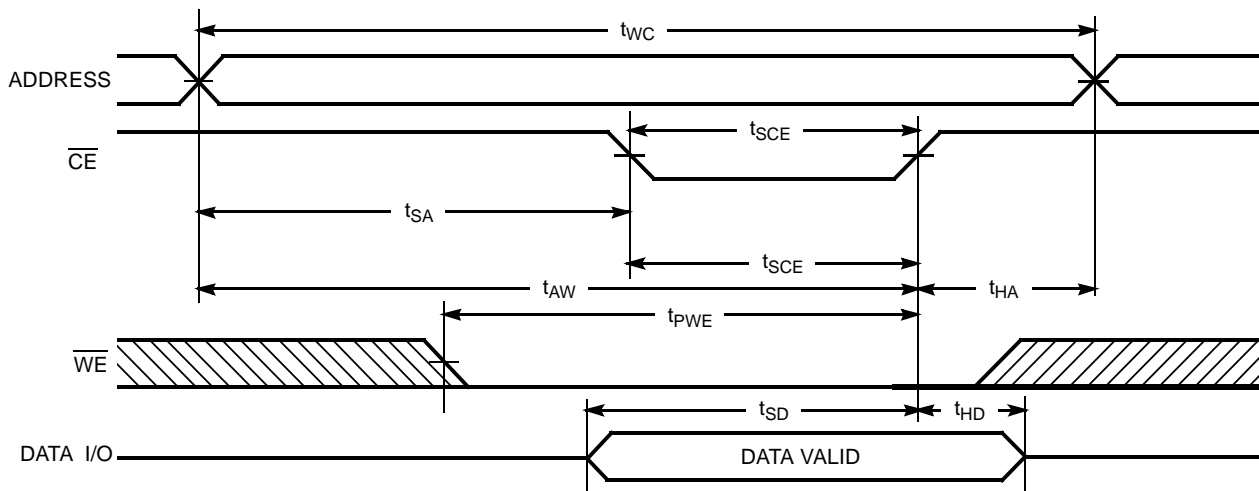 tWC
ADDRESS
tSCE
CE
tSA
tSCE
tAW
tHA
tPWE
WE
tSD
tHD
DATA I/O
DATA VALID